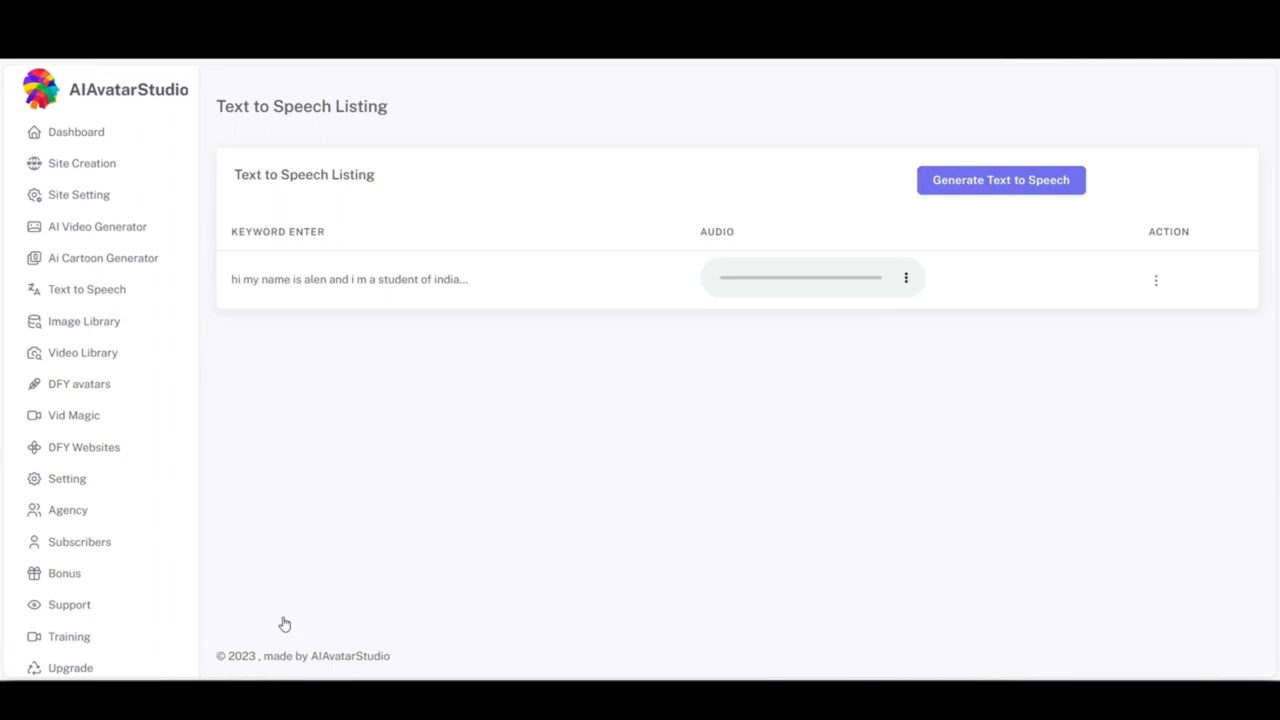 AIAvatarStudio
Dashboard
Site Creation
Site Setting
AI Video Generator
Ai Cartoon Generator
Text to Speech
Image Library
Video Library
DFY avatars
Vid Magic
DFY Websites
Setting
Agency
Subscribers
Bonus
Support
Training
Upgrade
Text to Speech Listing
Text to Speech Listing
Generate Text to Speech
KEYWORD ENTER AUDIO ACTION
hi my name is alen and i m a student of india...
© 2023 , made by AIAvatarStudio